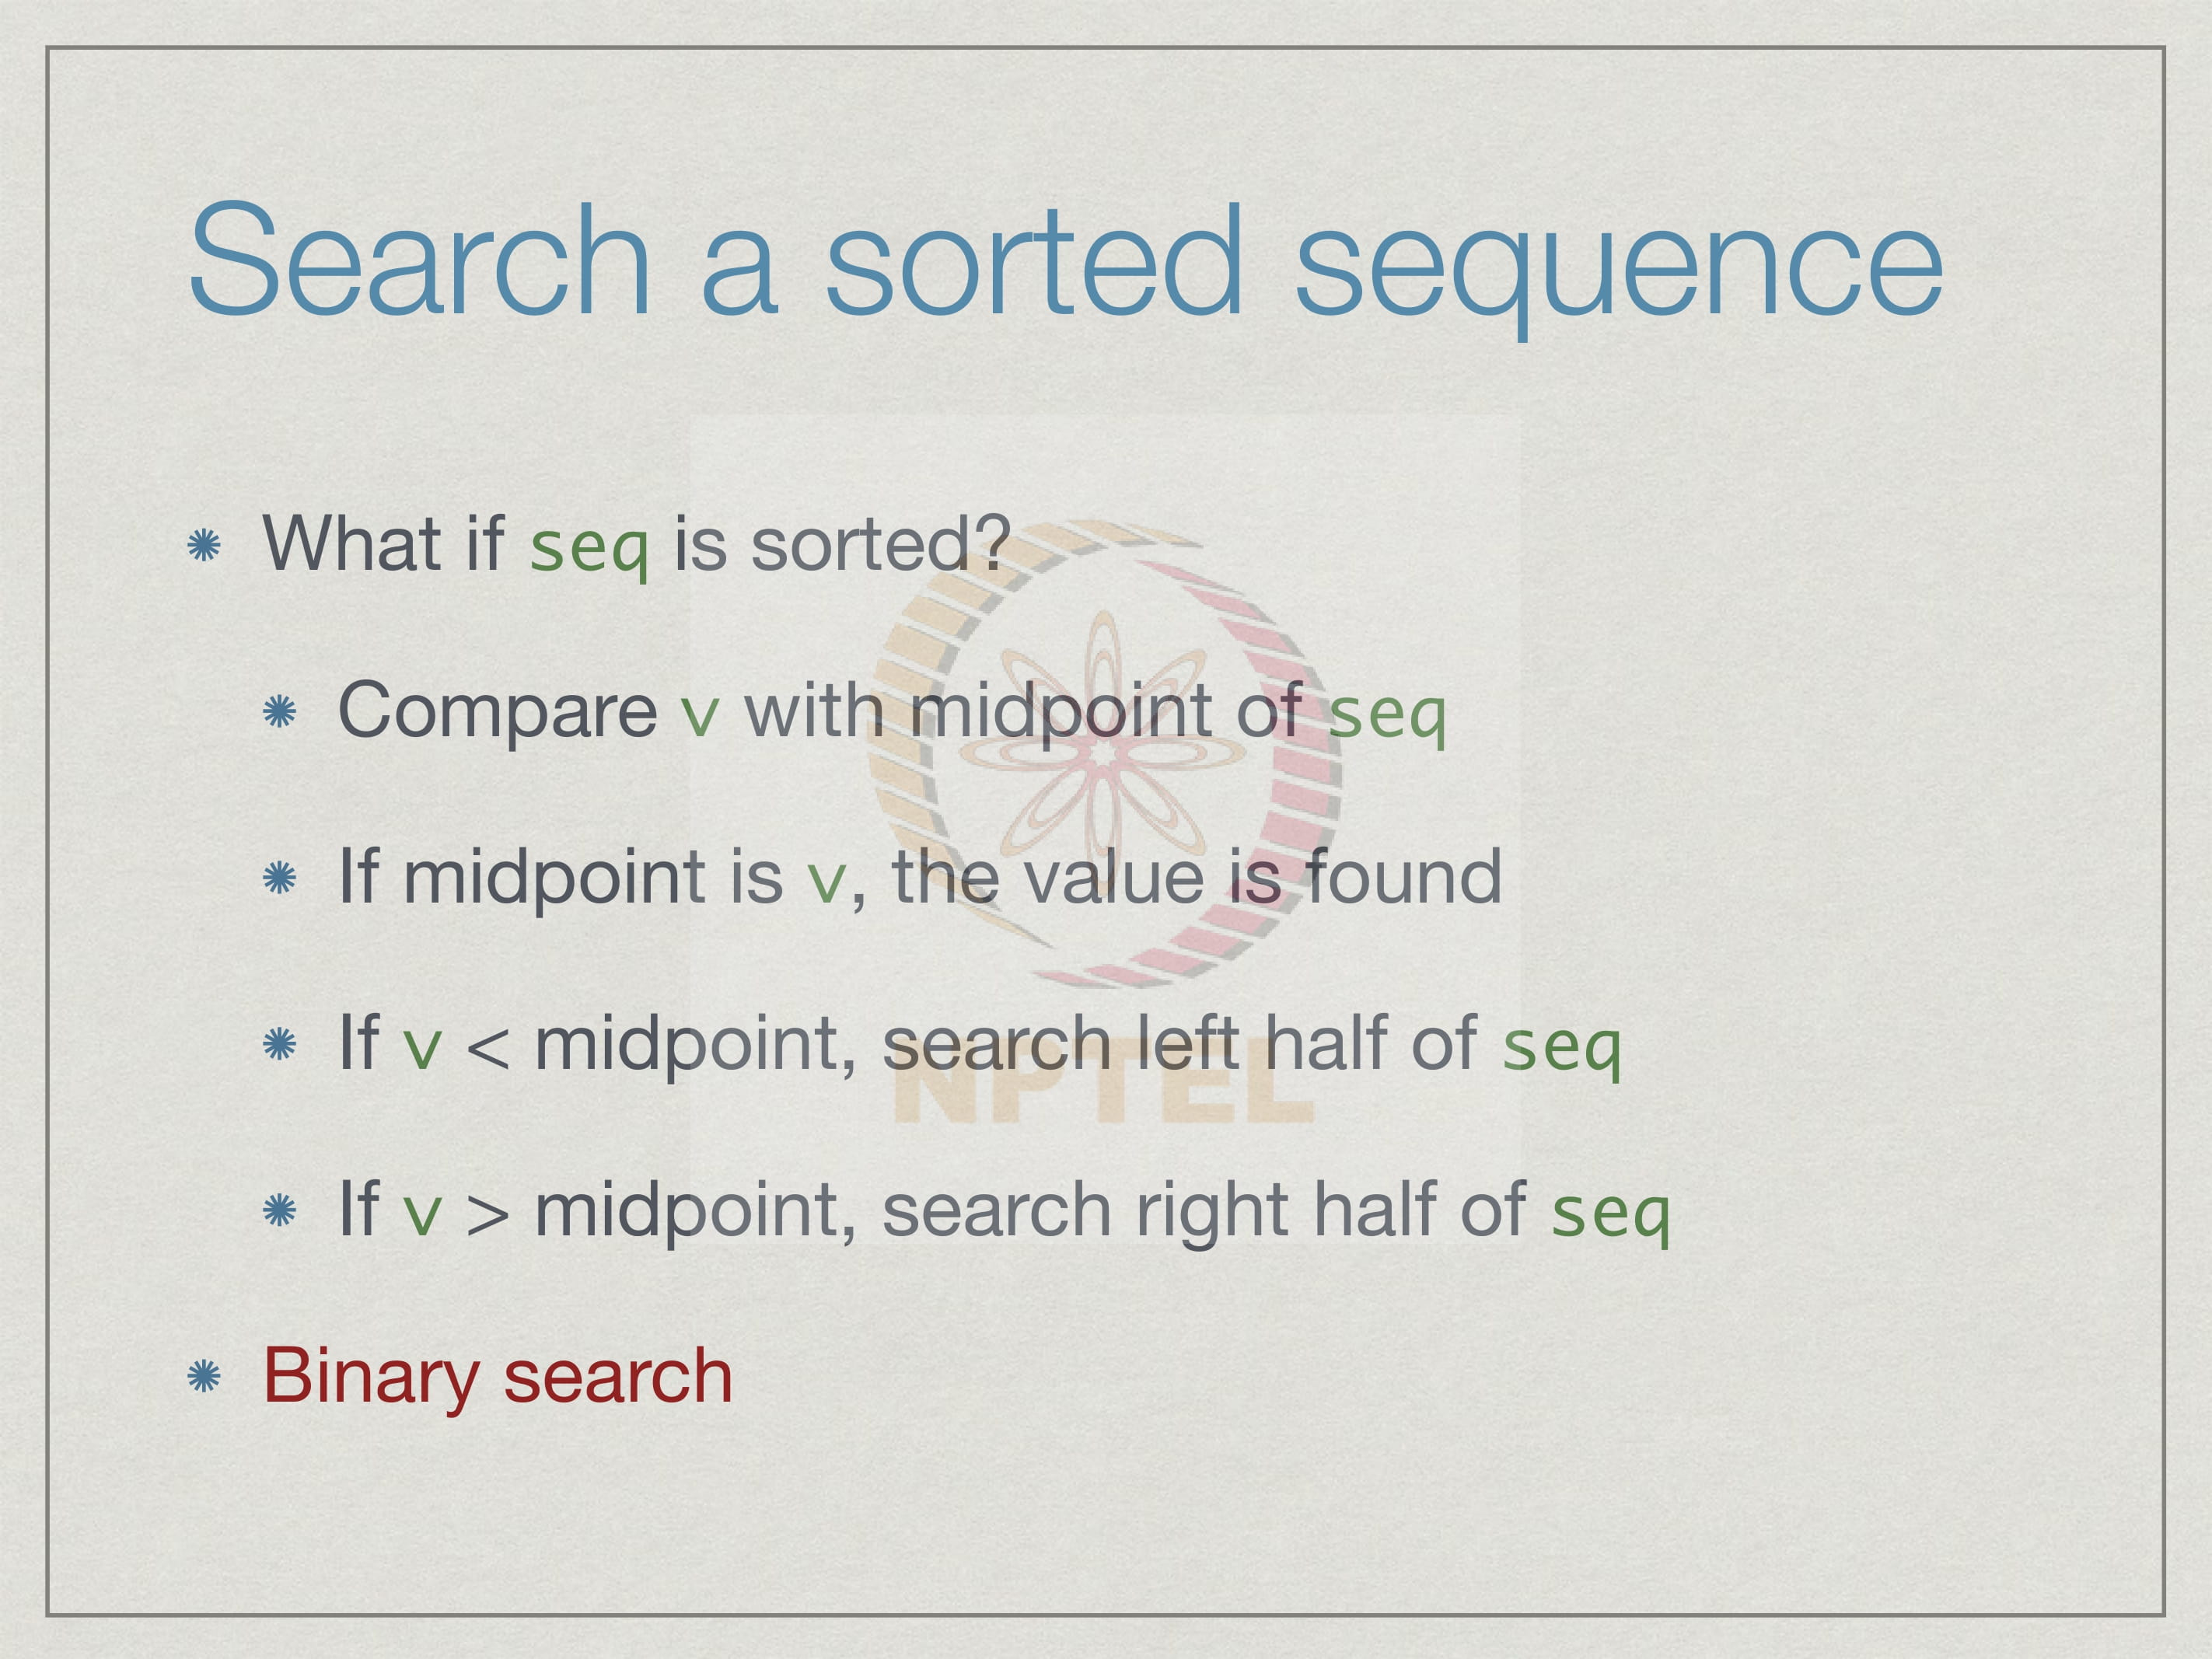 Search a sorted sequence
What if seq is sorted?
Compare v with midpoint of seq
If midpoint is v, the value is found
If v < midpoint, search left half of seq
NPTEL
If v > midpoint, search right half of seq
Binary search